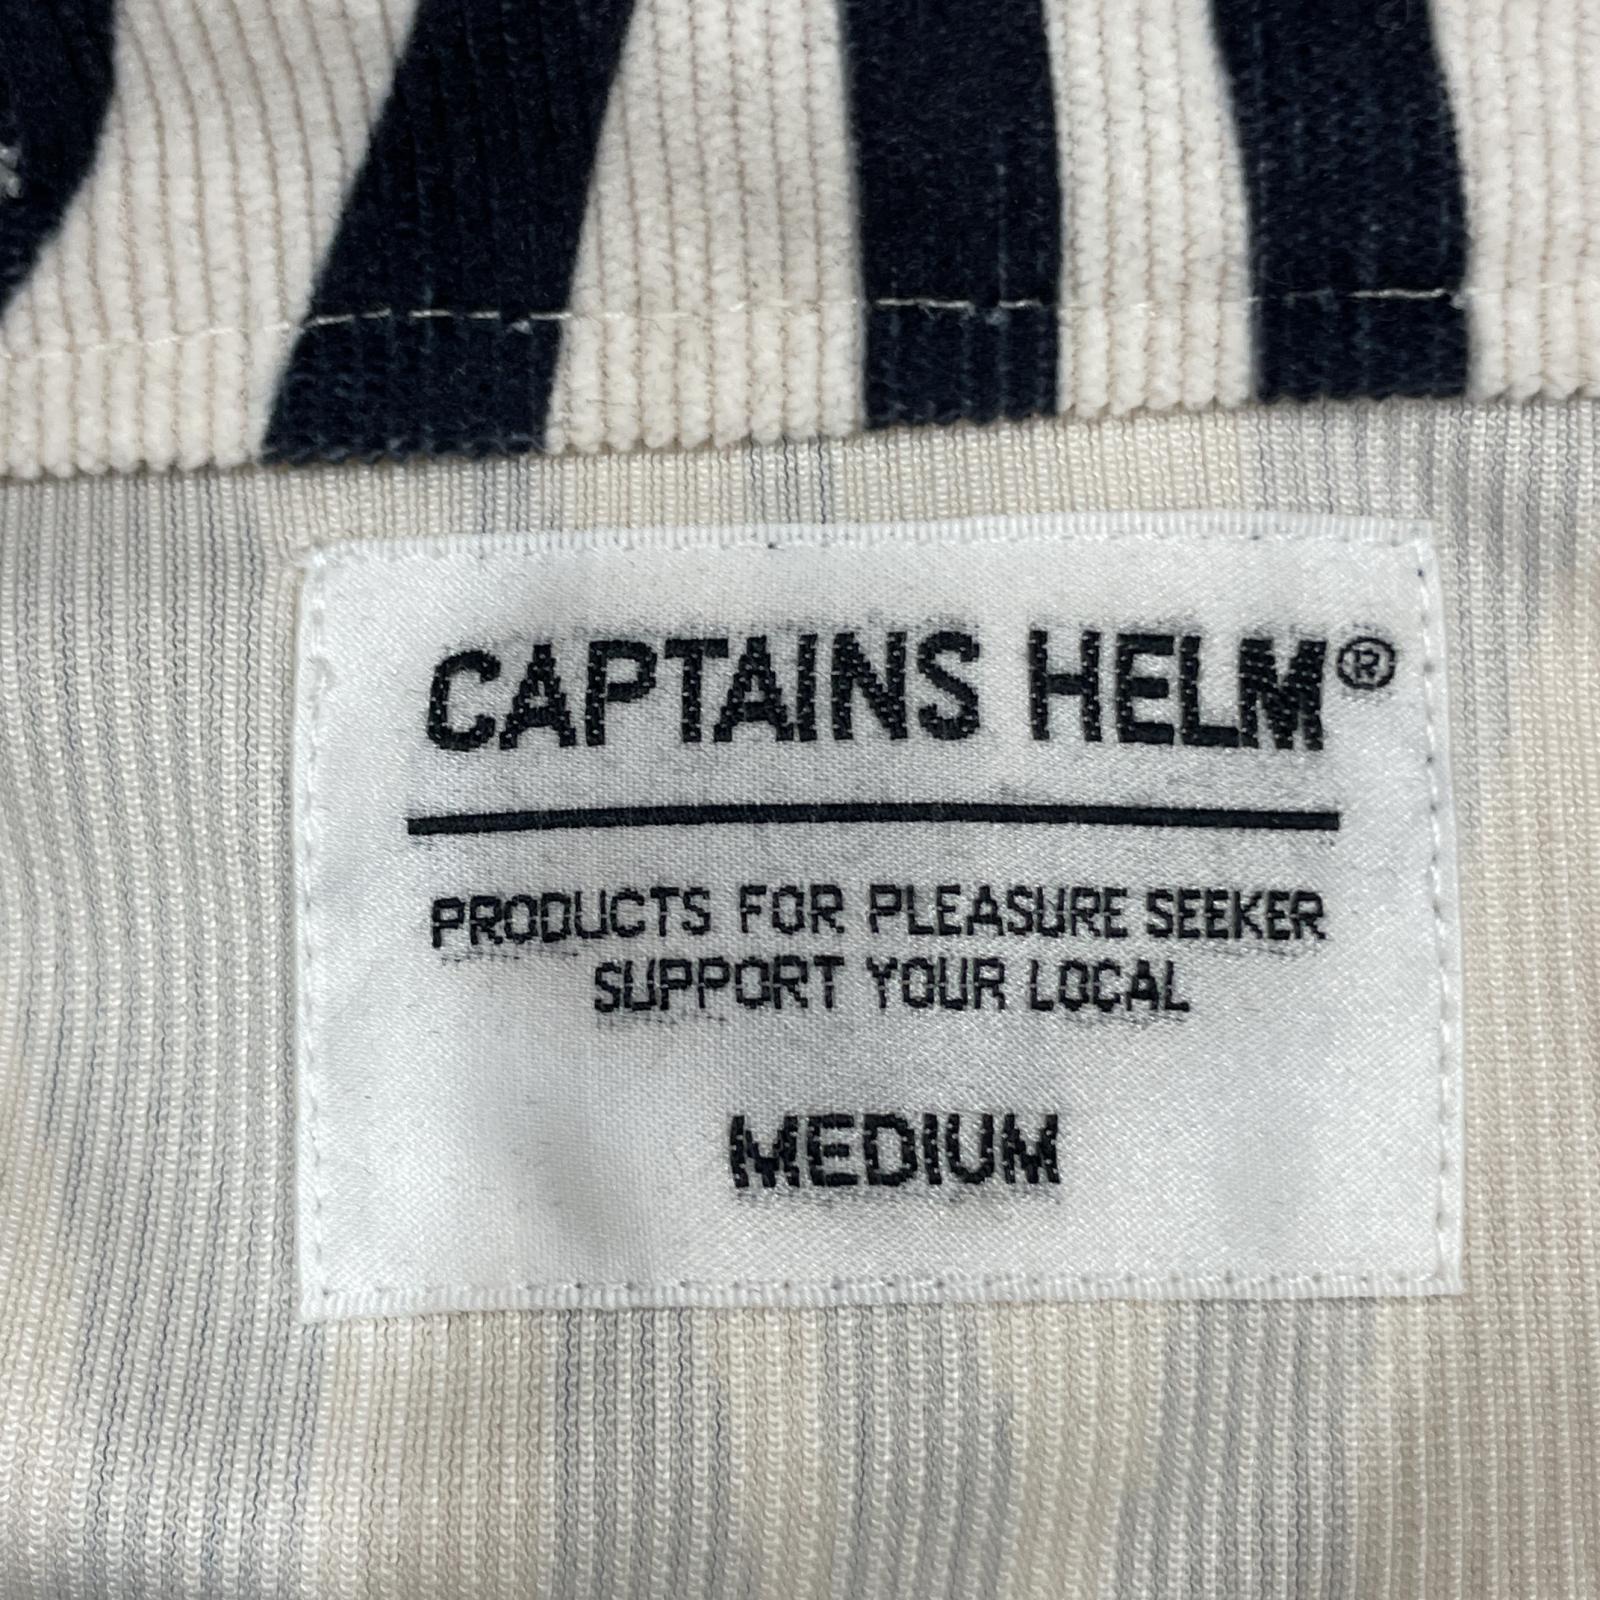 CAPTAINS HELM®
PRODUCTS FOR PLEASURE SEEKER
SUPPORT YOUR LOCAL
MEDIUM